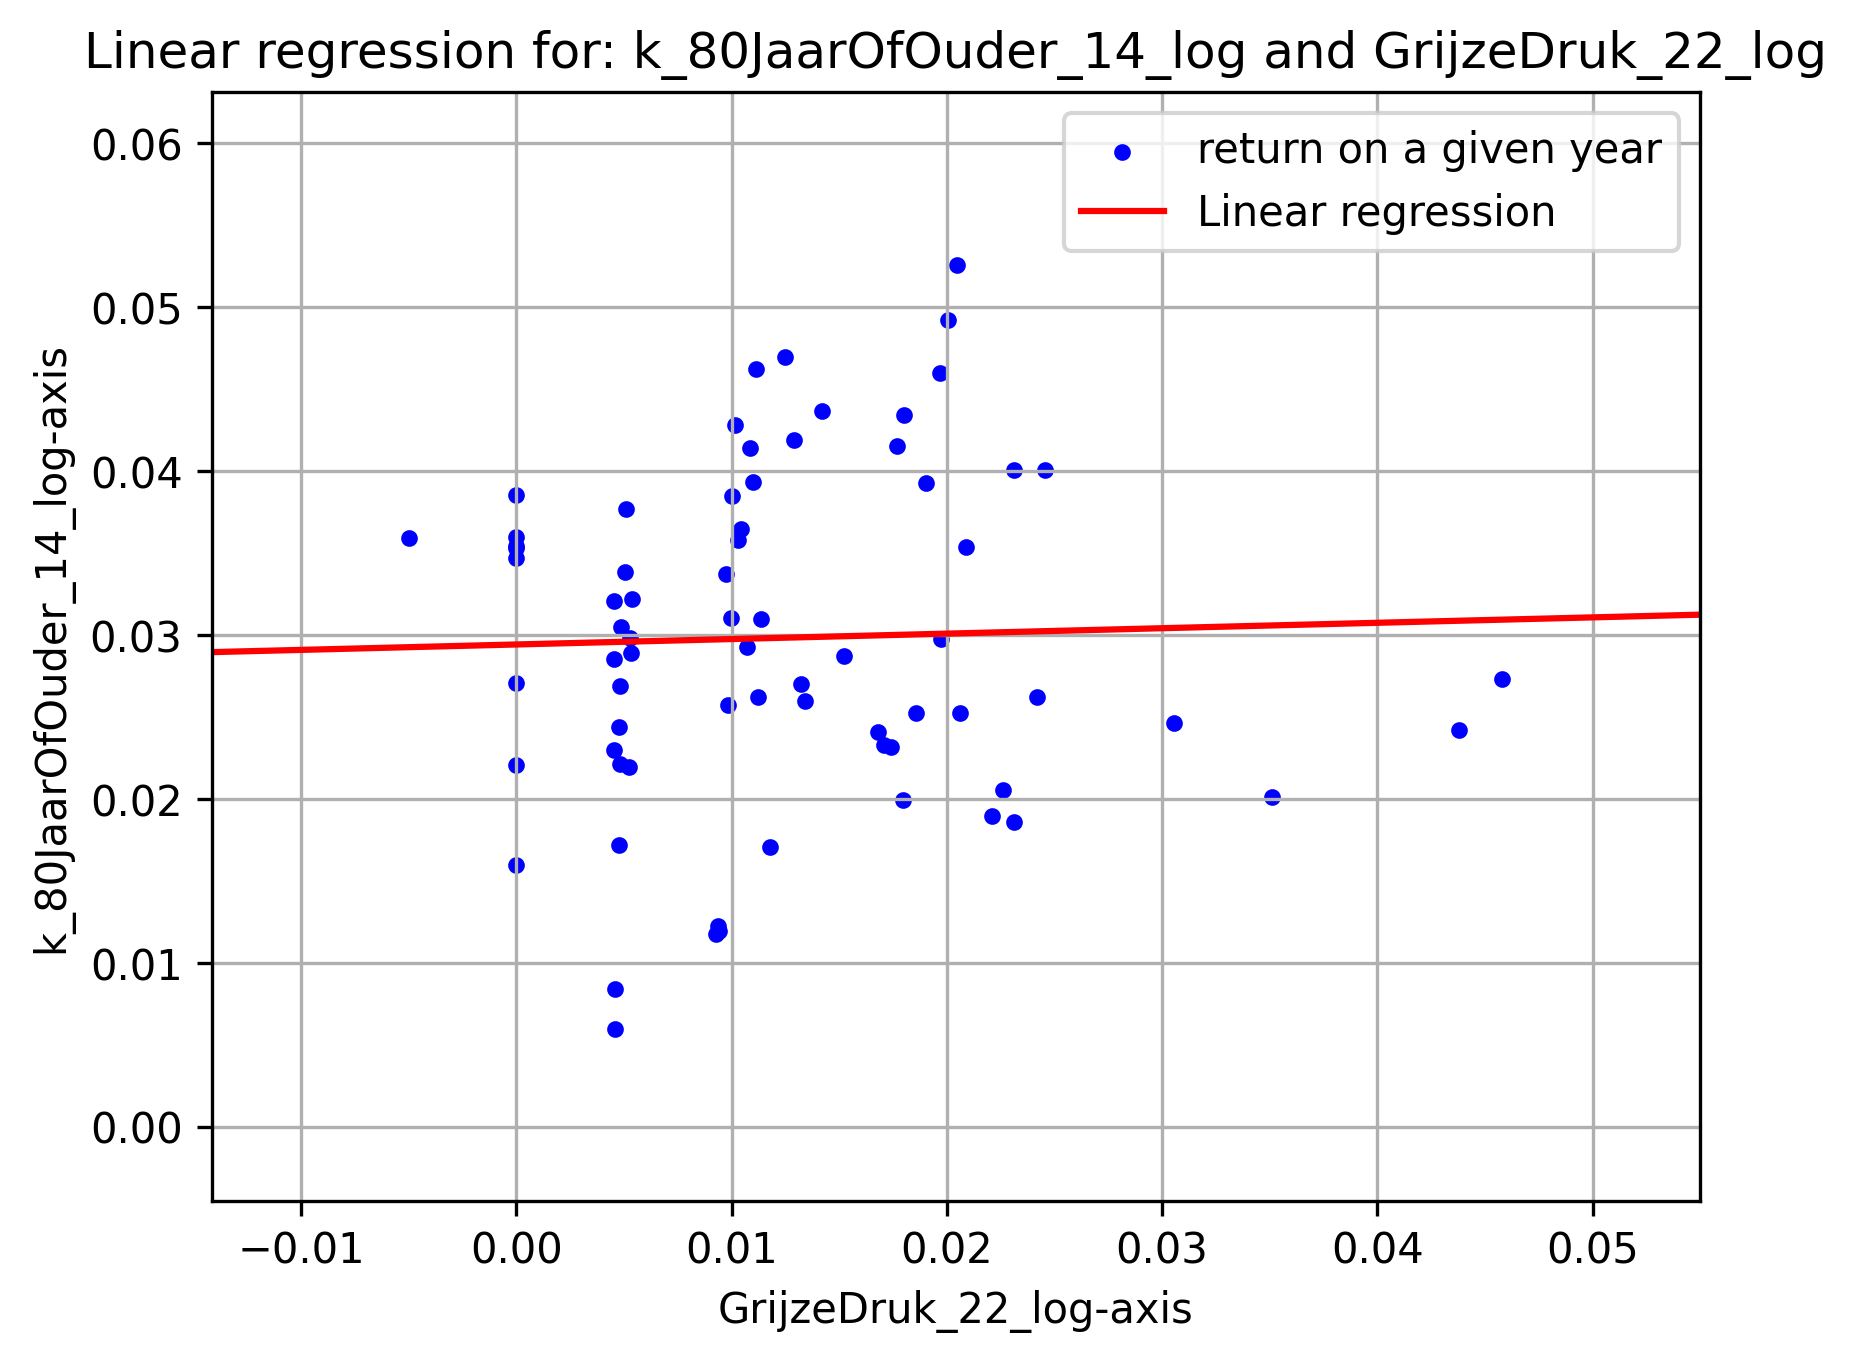 Linear regression for: k_80JaarOfOuder_14_log and GrijzeDruk_22_log
return on a given year
Linear regression
0.06
0.05
0.04
0.03
0.02
0.01
0.00
k_80JaarOfOuder_14_log-axis
−0.01 0.00 0.01 0.02 0.03 0.04 0.05
GrijzeDruk_22_log-axis